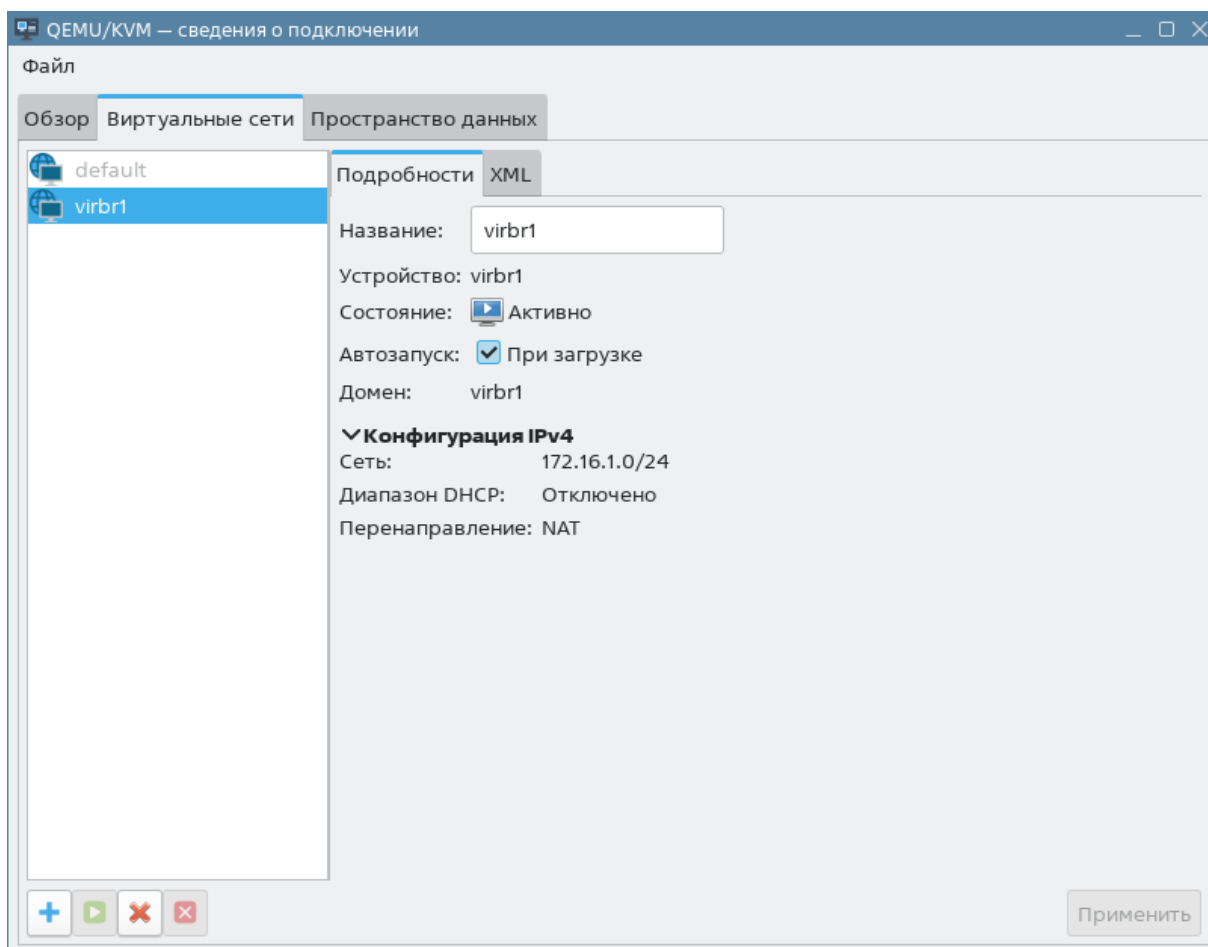 QEMU/KVM — сведения о подключении
Файл
Обзор Виртуальные сети Пространство данных
default
virbr1
Подробности XML
Название: virbr1
Устройство: virbr1
Состояние: Активно
Автозапуск: При загрузке
Домен: virbr1
Конфигурация IPv4
Сеть: 172.16.1.0/24
Диапазон DHCP: Отключено
Перенаправление: NAT
Применить